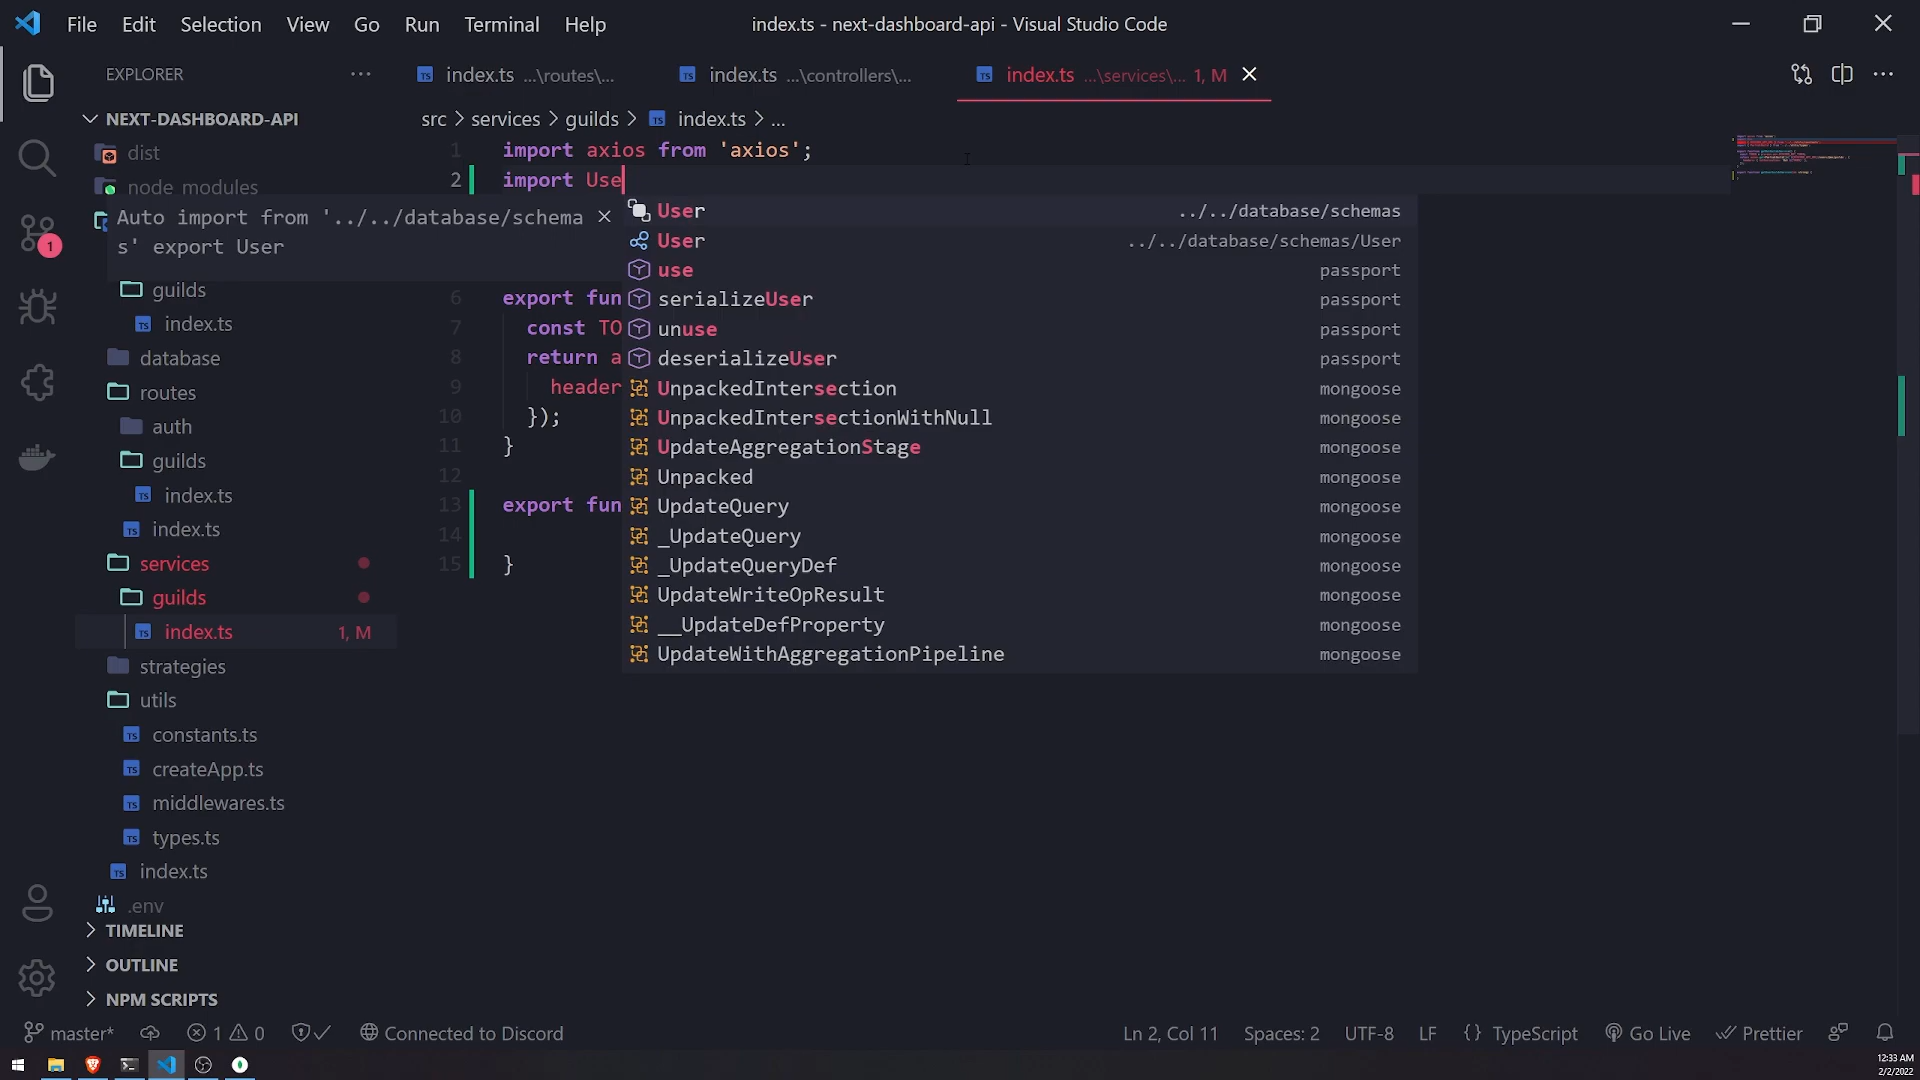 File Edit Selection View Go Run Terminal Help
index.ts - next-dashboard-api - Visual Studio Code
EXPLORER
index.ts ...\routes\...
index.ts ...\controllers\...
index.ts ...\services\... 1, M
NEXT-DASHBOARD-API
src > services > guilds > index.ts > ...
dist
node_modules
1 import axios from 'axios';
2 import Use
Auto import from '../../database/schema
s' export User
User ../../database/schemas
User ../../database/schemas/User
use passport
serializeUser passport
unuse passport
deserializeUser passport
UnpackedIntersection mongoose
UnpackedIntersectionWithNull mongoose
UpdateAggregationStage mongoose
Unpacked mongoose
UpdateQuery mongoose
_UpdateQuery mongoose
_UpdateQueryDef mongoose
UpdateWriteOpResult mongoose
__UpdateDefProperty mongoose
UpdateWithAggregationPipeline mongoose
6 export fun
7 const TO
8 return a
9 header
10 });
11 }
12
13 export fun
14
15 }
1
guilds
index.ts
database
routes
auth
guilds
index.ts
index.ts
services
guilds
index.ts 1, M
strategies
utils
constants.ts
createApp.ts
middlewares.ts
types.ts
index.ts
.env
TIMELINE
OUTLINE
NPM SCRIPTS
master* 1 0 Connected to Discord
Ln 2, Col 11 Spaces: 2 UTF-8 LF {} TypeScript Go Live Prettier
12:33 AM
2/2/2022